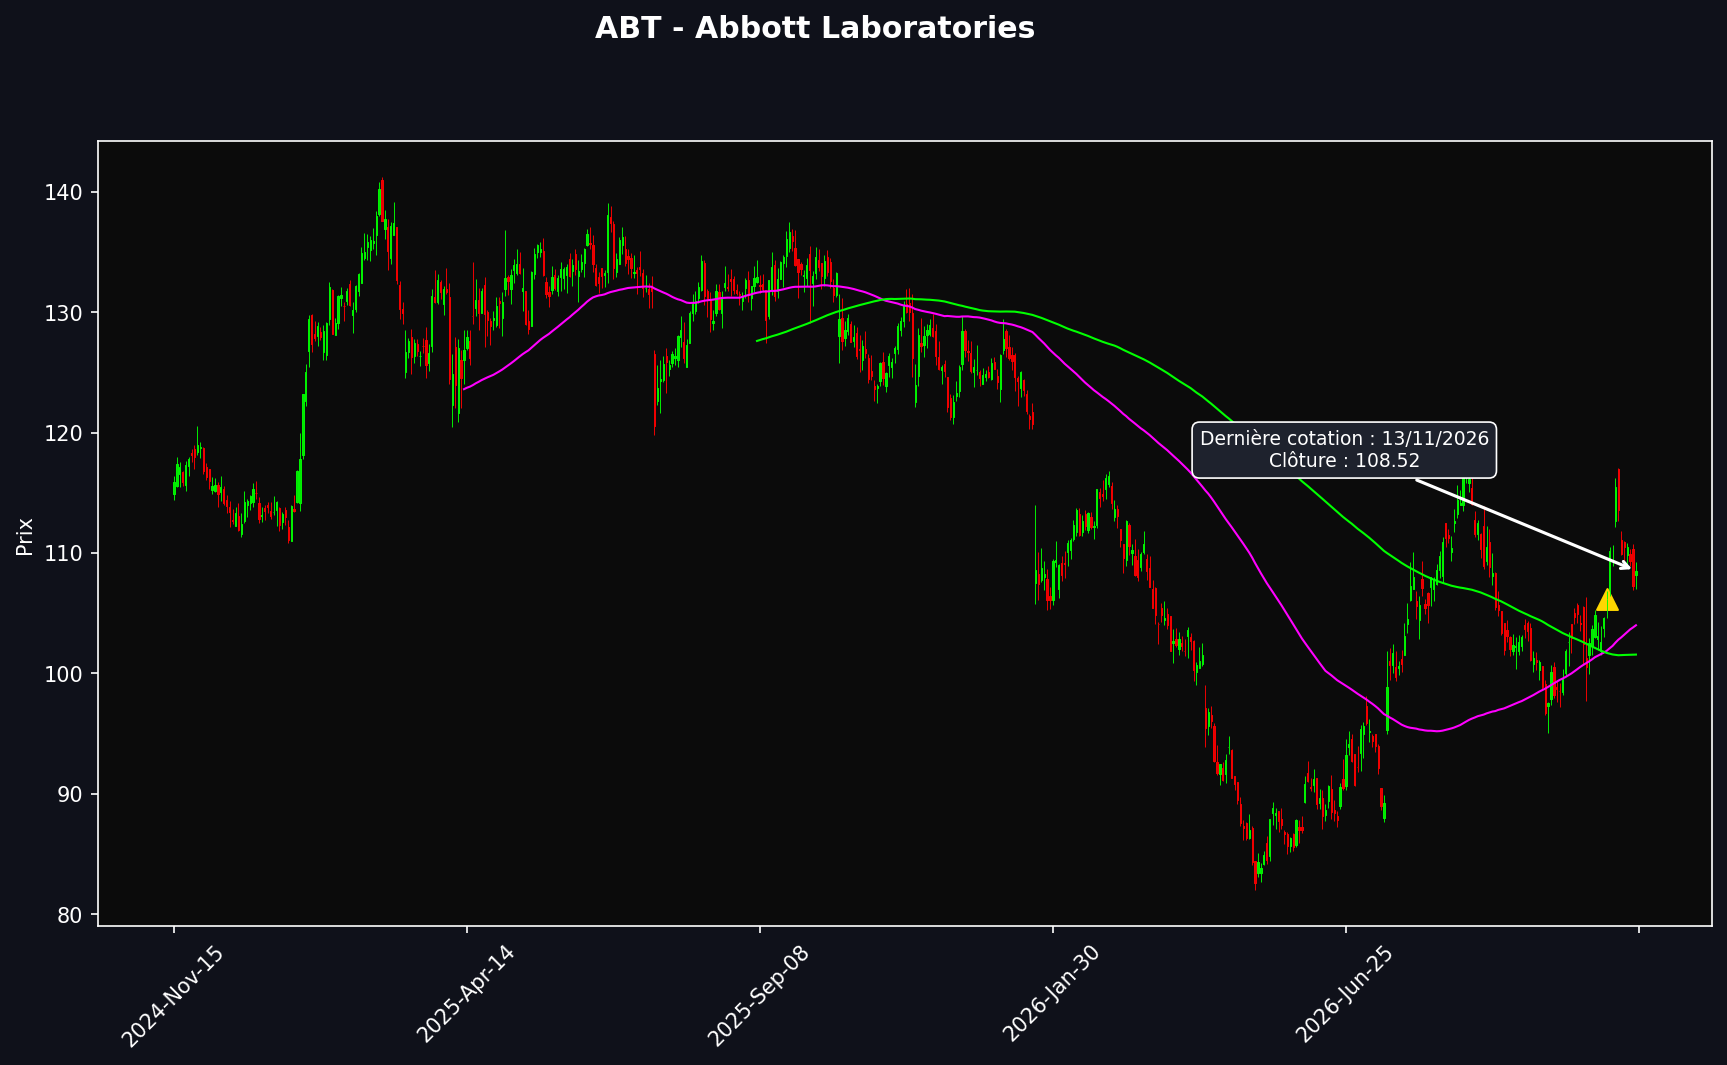 ABT - Abbott Laboratories
Prix
140
130
120
110
100
90
80
Dernière cotation : 13/11/2026
Clôture : 108.52
2024-Nov-15
2025-Apr-14
2025-Sep-08
2026-Jan-30
2026-Jun-25